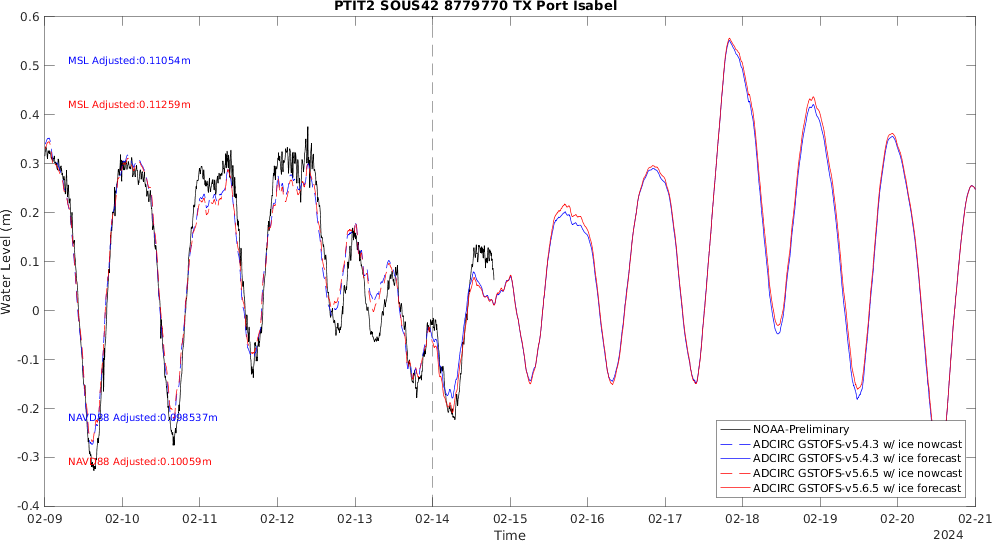 PTIT2 SOUS42 8779770 TX Port Isabel
0.6
0.5
0.4
0.3
0.2
0.1
0
-0.1
-0.2
-0.3
-0.4
Water Level (m)
MSL Adjusted:0.11054m
MSL Adjusted:0.11259m
NAVD88 Adjusted:0.098537m
NAVD88 Adjusted:0.10059m
NOAA-Preliminary
ADCIRC GSTOFS-v5.4.3 w/ ice nowcast
ADCIRC GSTOFS-v5.4.3 w/ ice forecast
ADCIRC GSTOFS-v5.6.5 w/ ice nowcast
ADCIRC GSTOFS-v5.6.5 w/ ice forecast
02-09 02-10 02-11 02-12 02-13 02-14 02-15 02-16 02-17 02-18 02-19 02-20 02-21
Time
2024